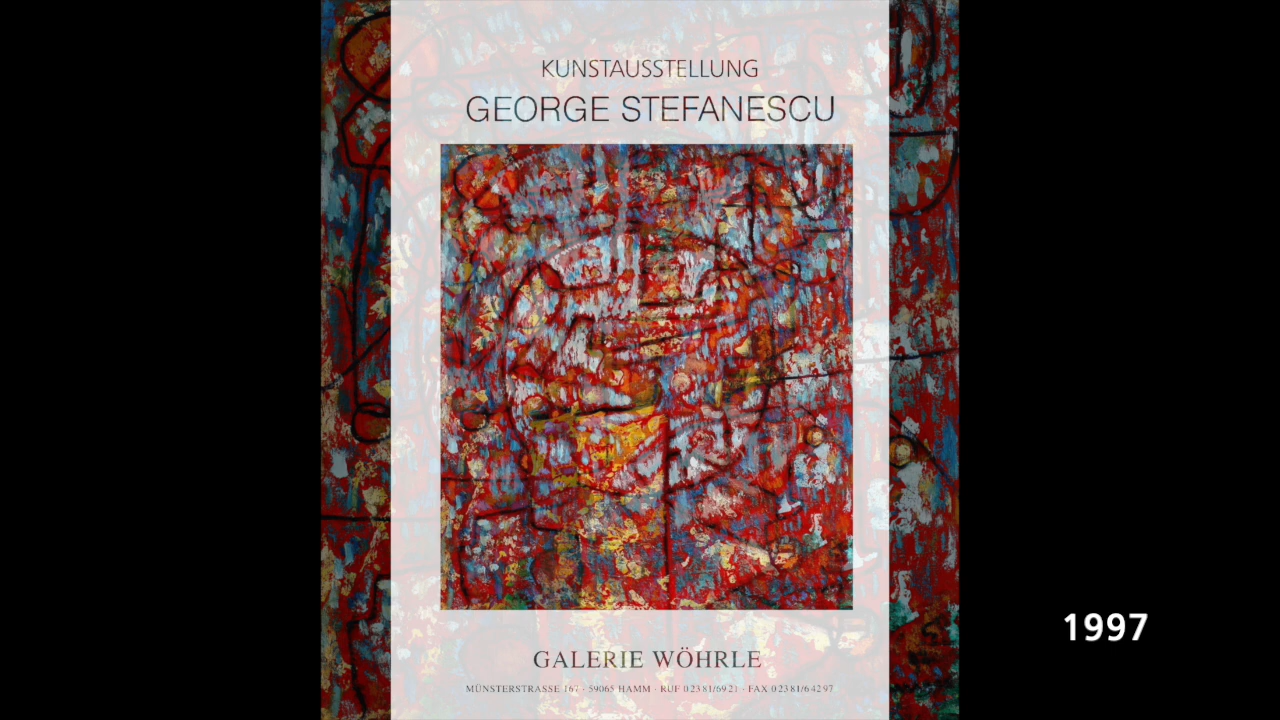 KUNSTAUSSTELLUNG
GEORGE STEFANESCU
GALERIE WÖHRLE
MÜNSTERSTRASSE 167 · 59065 HAMM · RUF 02381/6921 · FAX 02381/64297
1997